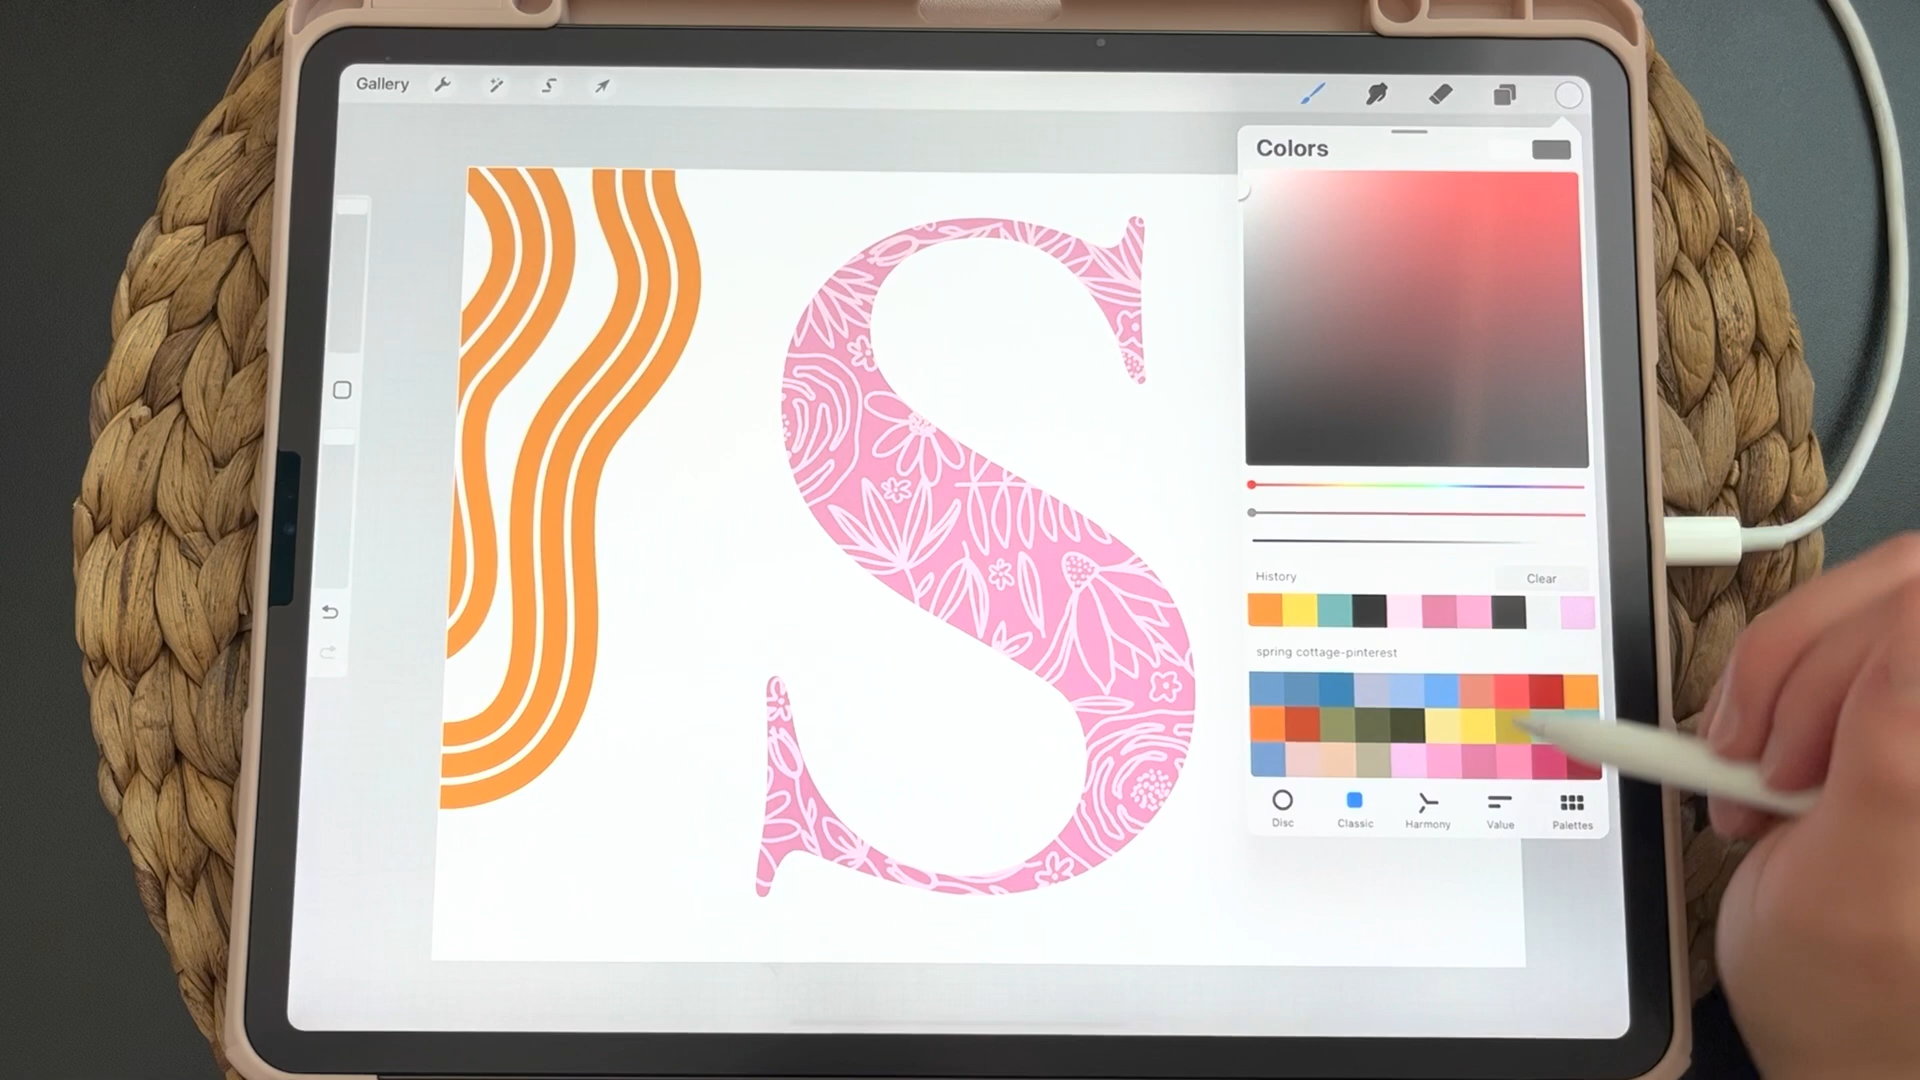 Gallery
Colors
History
Clear
spring cottage-pinterest
Disc
Classic
Harmony
Value
Palettes
S